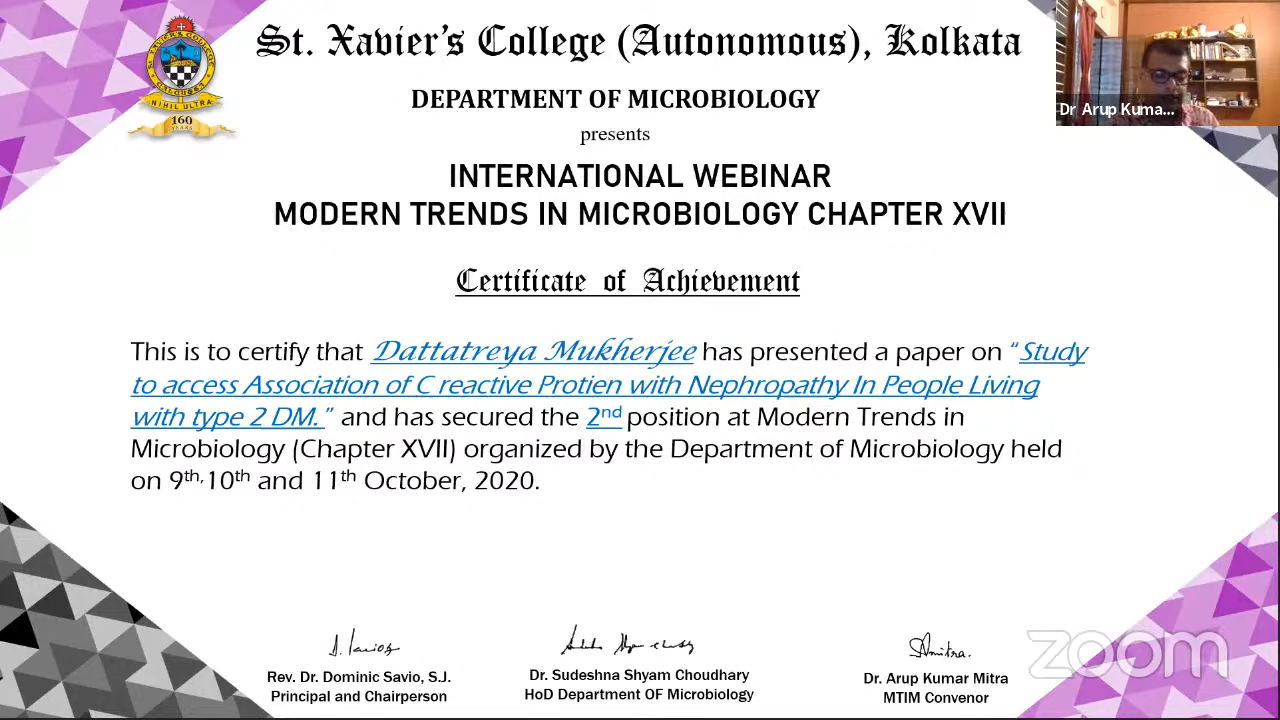 St. Xavier's College (Autonomous), Kolkata
DEPARTMENT OF MICROBIOLOGY
presents
INTERNATIONAL WEBINAR
MODERN TRENDS IN MICROBIOLOGY CHAPTER XVII
Certificate of Achievement
This is to certify that Dattatreya Mukherjee has presented a paper on "Study
to access Association of C reactive Protien with Nephropathy In People Living
with type 2 DM." and has secured the 2nd position at Modern Trends in
Microbiology (Chapter XVII) organized by the Department of Microbiology held
on 9th,10th and 11th October, 2020.
Rev. Dr. Dominic Savio, S.J.
Principal and Chairperson
Dr. Sudeshna Shyam Choudhary
HoD Department OF Microbiology
Dr. Arup Kumar Mitra
MTIM Convenor
Dr Arup Kuma...
NIHIL ULTRA
160
YEARS
zoom